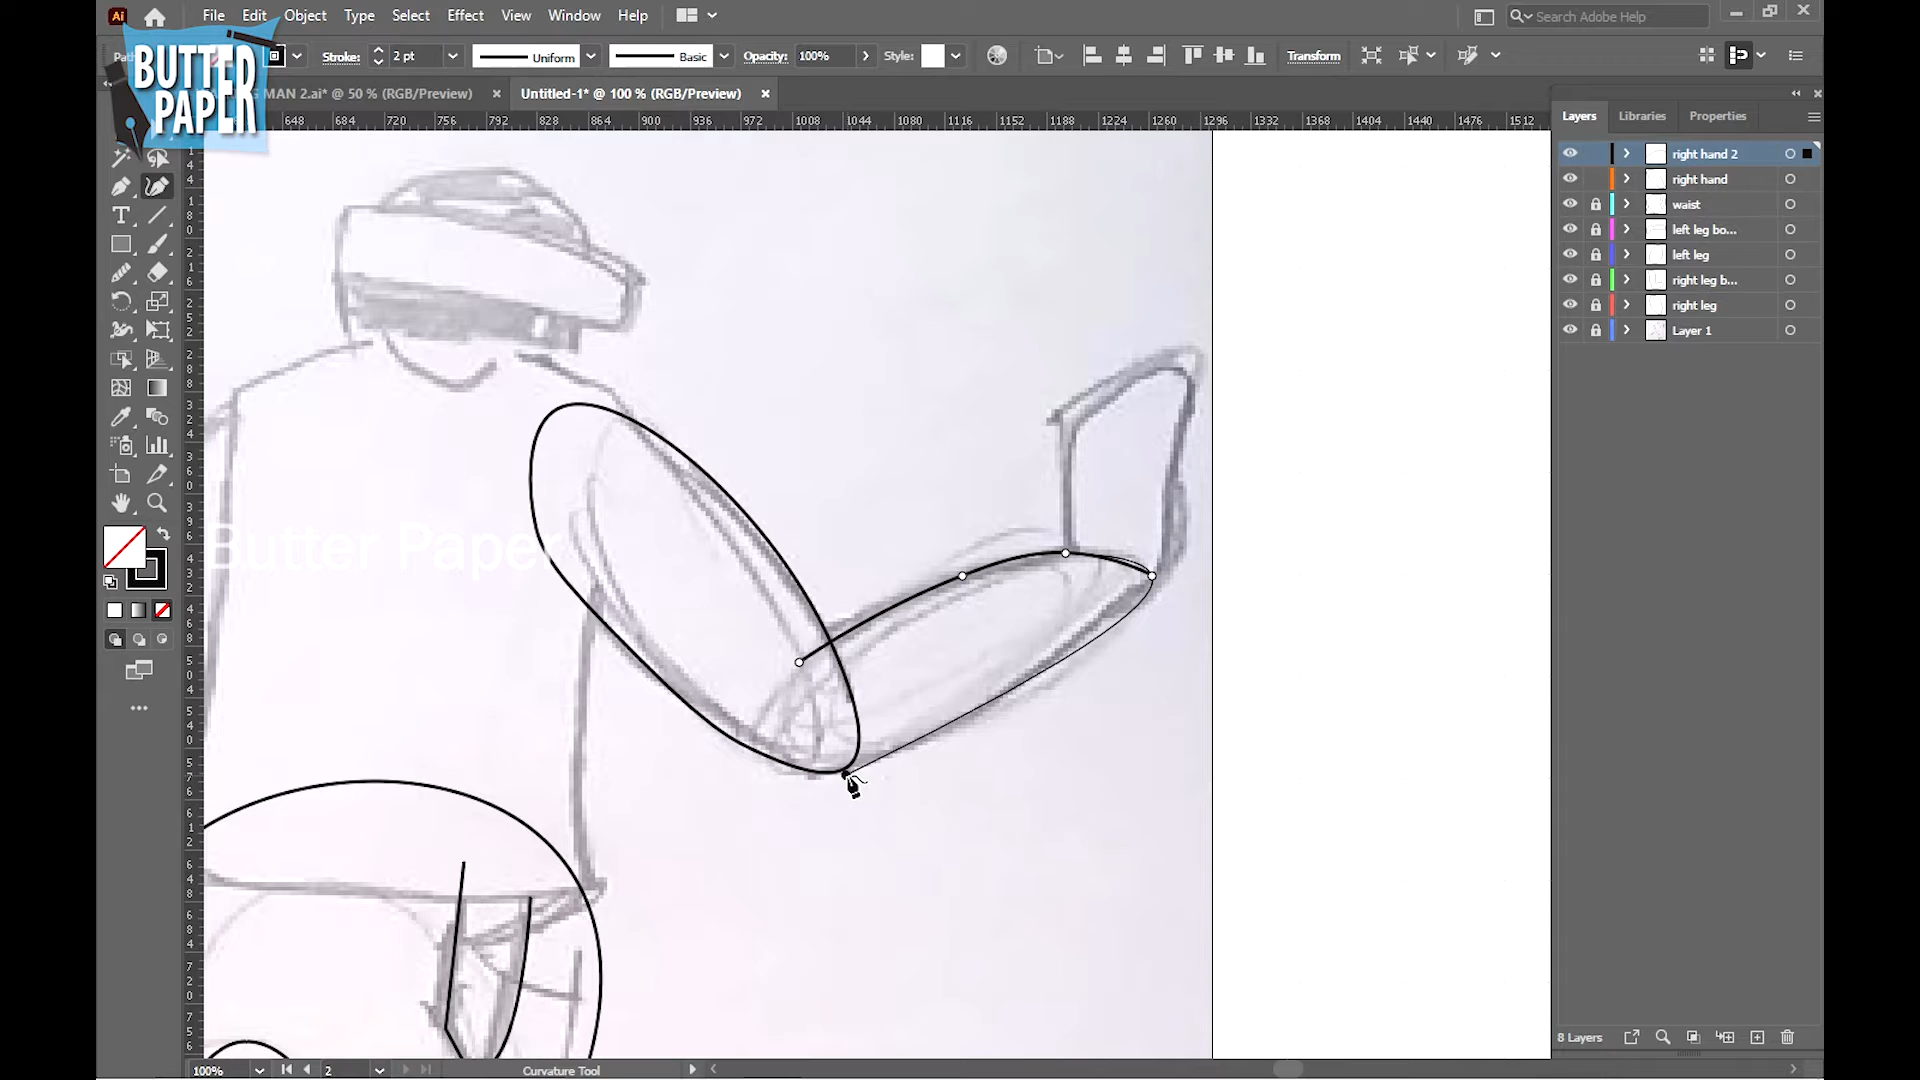 File Edit Object Type Select Effect View Window Help
Search Adobe Help
BUTTER
PAPER
Stroke: 2 pt Uniform Basic Opacity: 100% Style: Transform
MAN 2.ai* @ 50 % (RGB/Preview)
Untitled-1* @ 100 % (RGB/Preview)
648 684 720 756 792 828 864 900 936 972 1008 1044 1080 1116 1152 1188 1224 1260 1296 1332 1368 1404 1440 1476 1512
Layers Libraries Properties
right hand 2
right hand
waist
left leg bo...
left leg
right leg b...
right leg
Layer 1
Butter Paper
8 Layers
100%
2
Curvature Tool